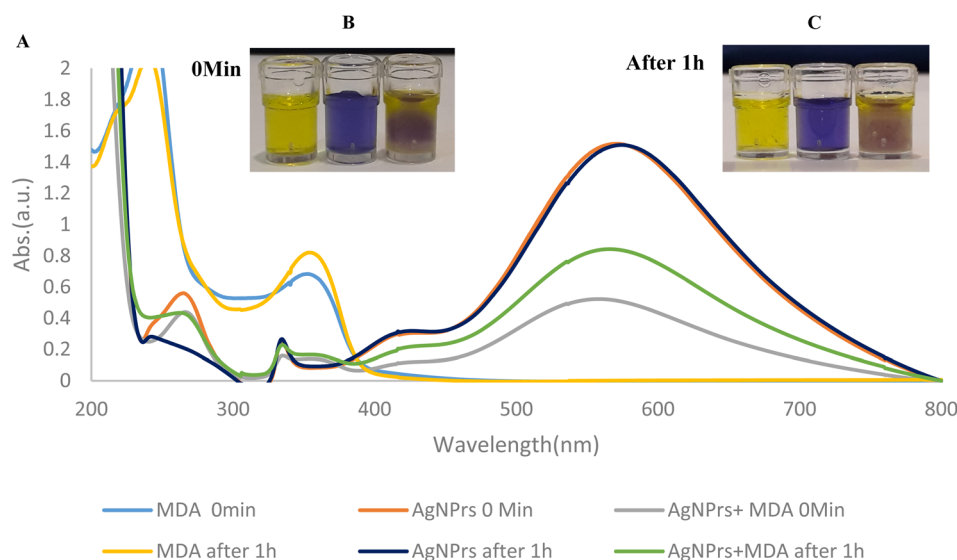 A
B
C
0Min
After 1h
2
1.8
1.6
1.4
1.2
1
0.8
0.6
0.4
0.2
0
Abs.(a.u.)
200 300 400 500 600 700 800
Wavelength(nm)
MDA 0min AgNPrs 0 Min AgNPrs+ MDA 0Min
MDA after 1h AgNPrs after 1h AgNPrs+MDA after 1h